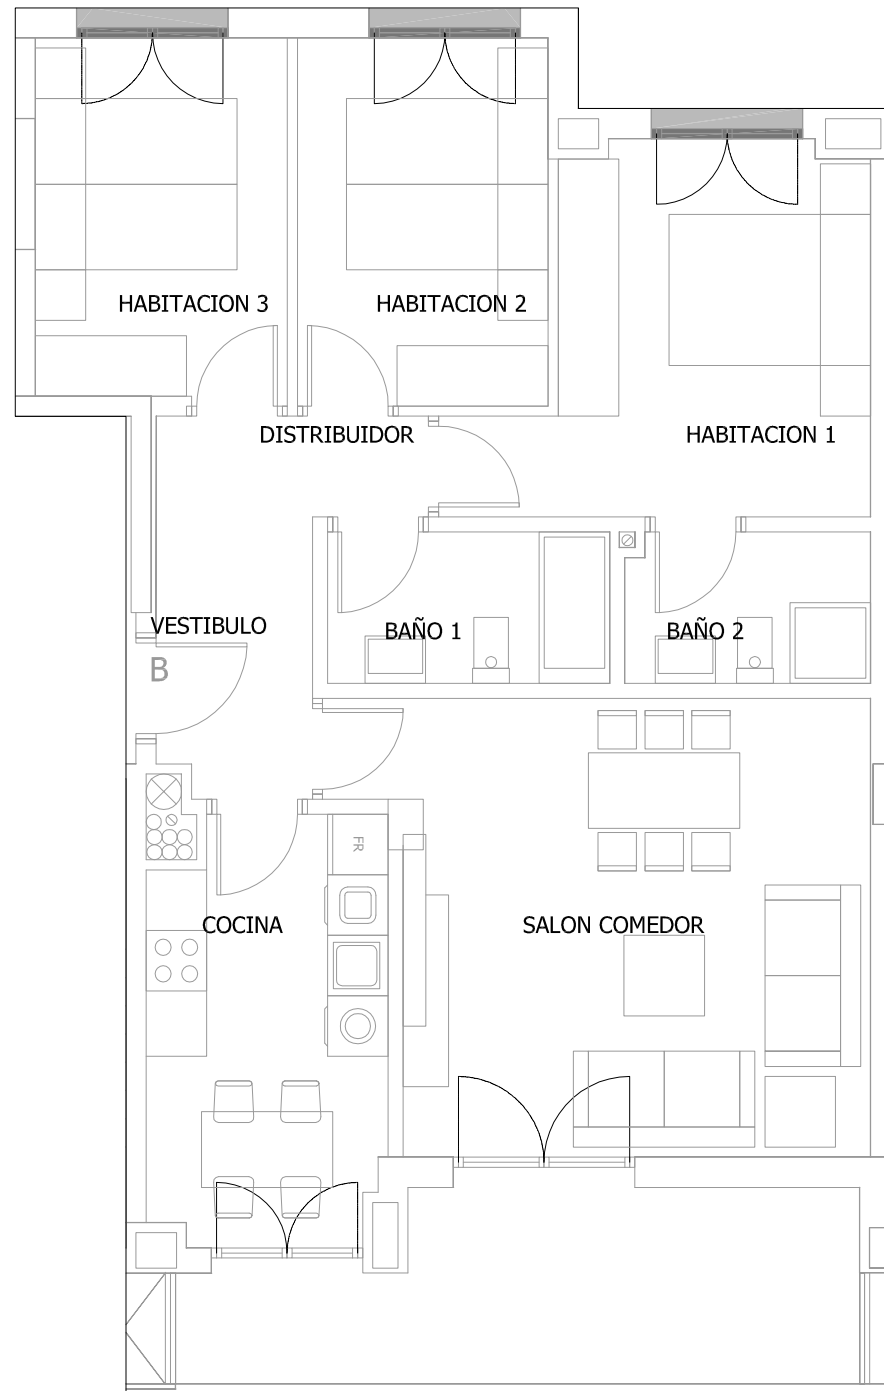 HABITACION 3
HABITACION 2
DISTRIBUIDOR
HABITACION 1
VESTIBULO
BAÑO 1
BAÑO 2
B
FR
COCINA
SALON COMEDOR